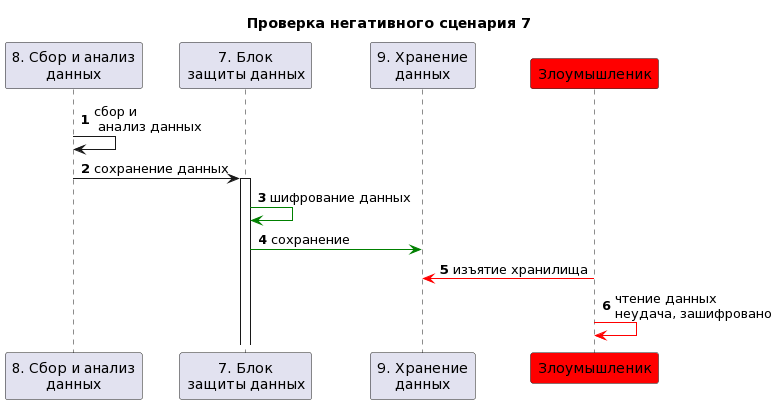 Проверка негативного сценария 7
8. Сбор и анализ
данных
7. Блок
защиты данных
9. Хранение
данных
Злоумышленик
1 сбор и
анализ данных
2 сохранение данных
3 шифрование данных
4 сохранение
5 изъятие хранилища
6 чтение данных
неудача, зашифровано
8. Сбор и анализ
данных
7. Блок
защиты данных
9. Хранение
данных
Злоумышленик